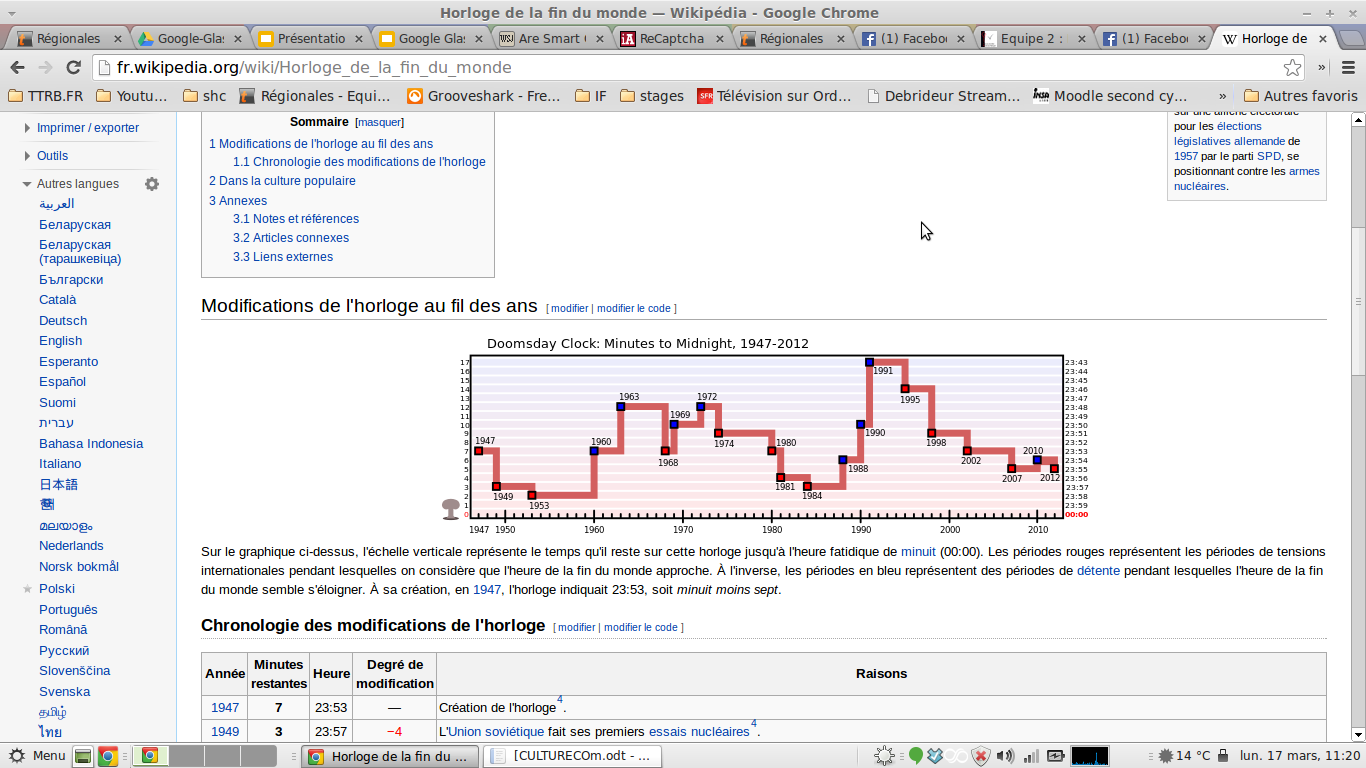 Horloge de la fin du monde — Wikipédia - Google Chrome
Régionales
Google-Glas
Présentatio
Google Glas
Are Smart
ReCaptcha
Régionales
(1) Faceboo
Equipe 2 :
(1) Faceboo
Horloge de
fr.wikipedia.org/wiki/Horloge_de_la_fin_du_monde
TTRB.FR
Youtu...
shc
Régionales - Equi...
Grooveshark - Fre...
IF
stages
Télévision sur Ord...
Debrideur Stream...
Moodle second cy...
»
Autres favoris
Imprimer / exporter
Outils
Autres langues
العربية
Беларуская
Беларуская
(тарашкевіца)
Български
Català
Deutsch
English
Esperanto
Español
Suomi
עברית
Bahasa Indonesia
Italiano
日本語
മലയാളം
Nederlands
Norsk bokmål
Polski
Português
Română
Русский
Slovenščina
Svenska
தமிழ்
ไทย
Sommaire [masquer]
1 Modifications de l'horloge au fil des ans
1.1 Chronologie des modifications de l'horloge
2 Dans la culture populaire
3 Annexes
3.1 Notes et références
3.2 Articles connexes
3.3 Liens externes
sur une affiche électorale
pour les élections
législatives allemande de
1957 par le parti SPD, se
positionnant contre les armes
nucléaires.
Modifications de l'horloge au fil des ans [ modifier | modifier le code ]
Doomsday Clock: Minutes to Midnight, 1947-2012
17 23:43
16 23:44
15 23:45
14 23:46
13 23:47
12 23:48
11 23:49
10 23:50
9 23:51
8 23:52
7 23:53
6 23:54
5 23:55
4 23:56
3 23:57
2 23:58
1 23:59
0 00:00
1947
1949
1953
1960
1963
1968
1969
1972
1974
1980
1981
1984
1988
1990
1991
1995
1998
2002
2007
2010
2012
1947 1950 1960 1970 1980 1990 2000 2010
Sur le graphique ci-dessus, l'échelle verticale représente le temps qu'il reste sur cette horloge jusqu'à l'heure fatidique de minuit (00:00). Les périodes rouges représentent les périodes de tensions
internationales pendant lesquelles on considère que l'heure de la fin du monde approche. À l'inverse, les périodes en bleu représentent des périodes de détente pendant lesquelles l'heure de la fin
du monde semble s'éloigner. À sa création, en 1947, l'horloge indiquait 23:53, soit minuit moins sept.
Chronologie des modifications de l'horloge [ modifier | modifier le code ]
Année Minutes restantes Heure Degré de modification Raisons
1947 7 23:53 — Création de l'horloge 4.
1949 3 23:57 −4 L'Union soviétique fait ses premiers essais nucléaires 4.
Menu
Horloge de la fin du ...
[CULTURECOm.odt - ...
14 °C
lun. 17 mars, 11:20